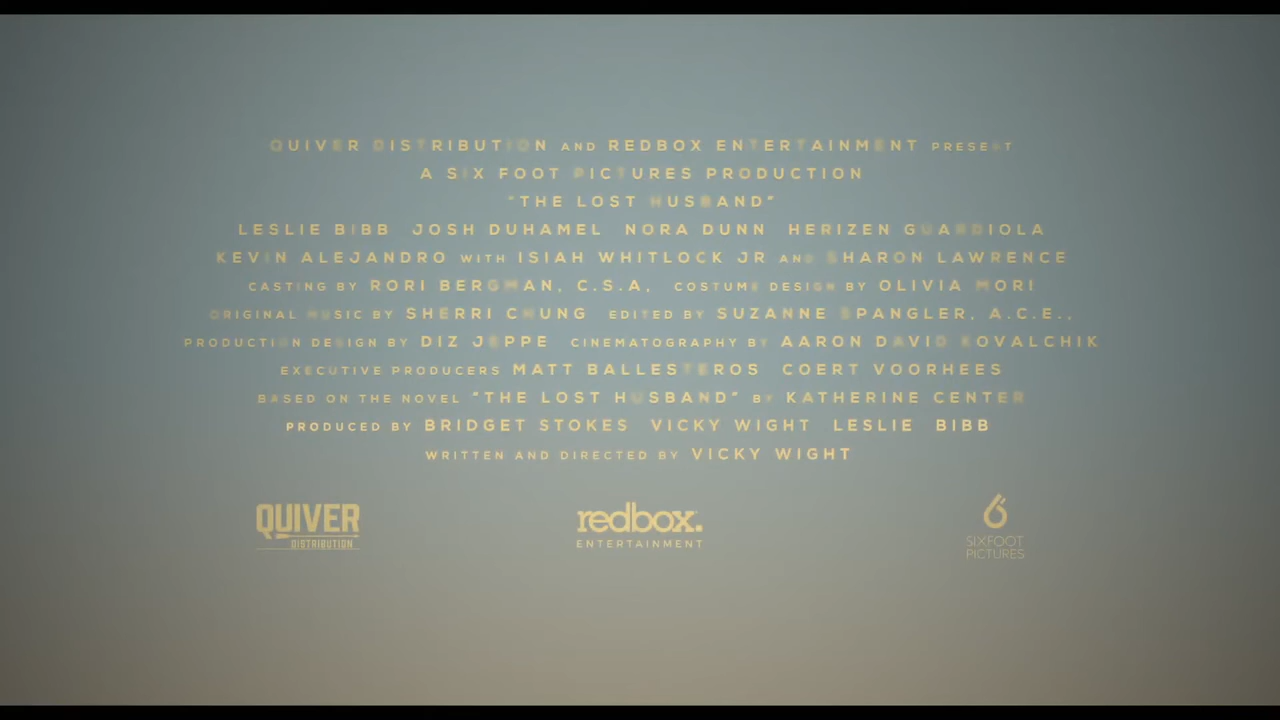 QUIVER DISTRIBUTION AND REDBOX ENTERTAINMENT PRESENT
A SIX FOOT PICTURES PRODUCTION
"THE LOST HUSBAND"
LESLIE BIBB JOSH DUHAMEL NORA DUNN HERIZEN GUARDIOLA
KEVIN ALEJANDRO WITH ISIAH WHITLOCK JR AND SHARON LAWRENCE
CASTING BY RORI BERGMAN, C.S.A, COSTUME DESIGN BY OLIVIA MORI
ORIGINAL MUSIC BY SHERRI CHUNG EDITED BY SUZANNE SPANGLER, A.C.E.,
PRODUCTION DESIGN BY DIZ JEPPE CINEMATOGRAPHY BY AARON DAVID KOVALCHIK
EXECUTIVE PRODUCERS MATT BALLESTEROS COERT VOORHEES
BASED ON THE NOVEL "THE LOST HUSBAND" BY KATHERINE CENTER
PRODUCED BY BRIDGET STOKES VICKY WIGHT LESLIE BIBB
WRITTEN AND DIRECTED BY VICKY WIGHT
QUIVER
DISTRIBUTION
redbox.
ENTERTAINMENT
6
SIXFOOT
PICTURES